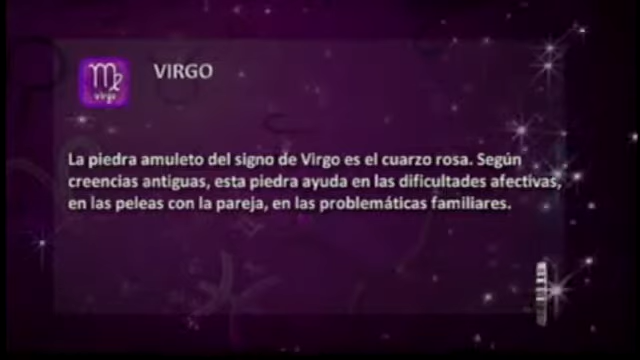 VIRGO
virgo
La piedra amuleto del signo de Virgo es el cuarzo rosa. Según
creencias antiguas, esta piedra ayuda en las dificultades afectivas,
en las peleas con la pareja, en las problemáticas familiares.